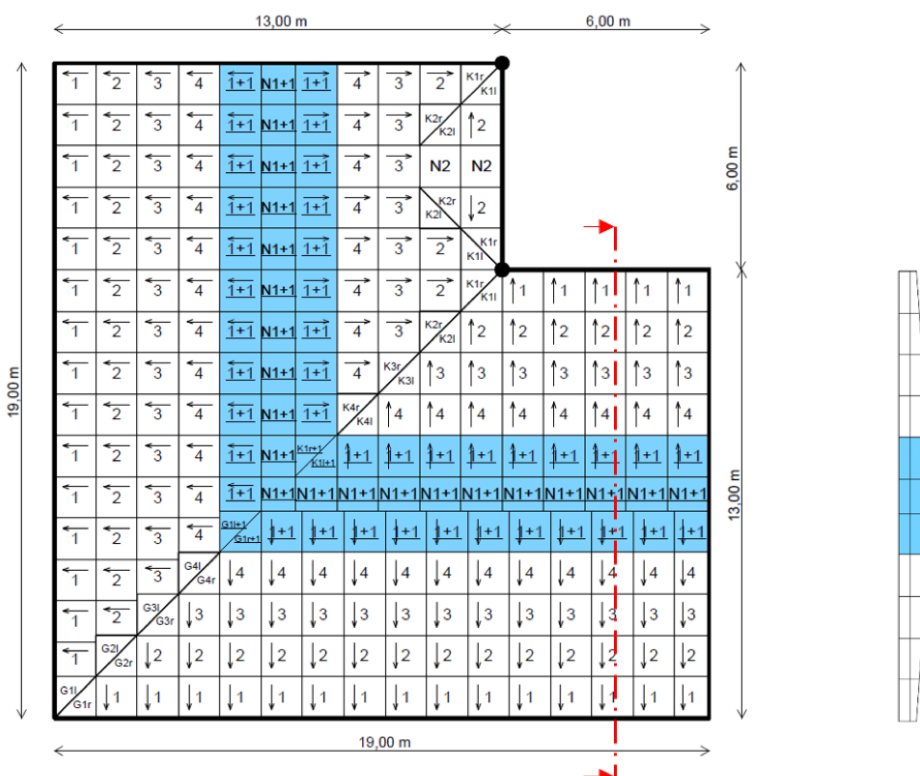 13,00 m 6,00 m
1 2 3 4 1+1 N1+1 1+1 4 3 2 K1r K1l
1 2 3 4 1+1 N1+1 1+1 4 3 K2r K2l 2
1 2 3 4 1+1 N1+1 1+1 4 3 N2 N2
6,00 m
1 2 3 4 1+1 N1+1 1+1 4 3 K2r K2l 2
1 2 3 4 1+1 N1+1 1+1 4 3 2 K1r K1l
1 2 3 4 1+1 N1+1 1+1 4 3 2 K1r K1l 1 1 1 1 1
1 2 3 4 1+1 N1+1 1+1 4 3 K2r K2l 2 2 2 2 2 2
1 2 3 4 1+1 N1+1 1+1 4 K3r K3l 3 3 3 3 3 3 3
19,00 m
1 2 3 4 1+1 N1+1 1+1 K4r K4l 4 4 4 4 4 4 4 4
1 2 3 4 1+1 N1+1 K1r+1 K1l+1 1+1 1+1 1+1 1+1 1+1 1+1 1+1 1+1 1+1
1 2 3 4 1+1 N1+1 N1+1 N1+1 N1+1 N1+1 N1+1 N1+1 N1+1 N1+1 N1+1 N1+1
13,00 m
1 2 3 4 G1l+1 G1r+1 1+1 1+1 1+1 1+1 1+1 1+1 1+1 1+1 1+1 1+1 1+1
1 2 3 G4l G4r 4 4 4 4 4 4 4 4 4 4 4 4
1 2 G3l G3r 3 3 3 3 3 3 3 3 3 3 3 3 3
1 G2l G2r 2 2 2 2 2 2 2 2 2 2 2 2 2 2
G1l G1r 1 1 1 1 1 1 1 1 1 1 1 1 1 1 1
19,00 m